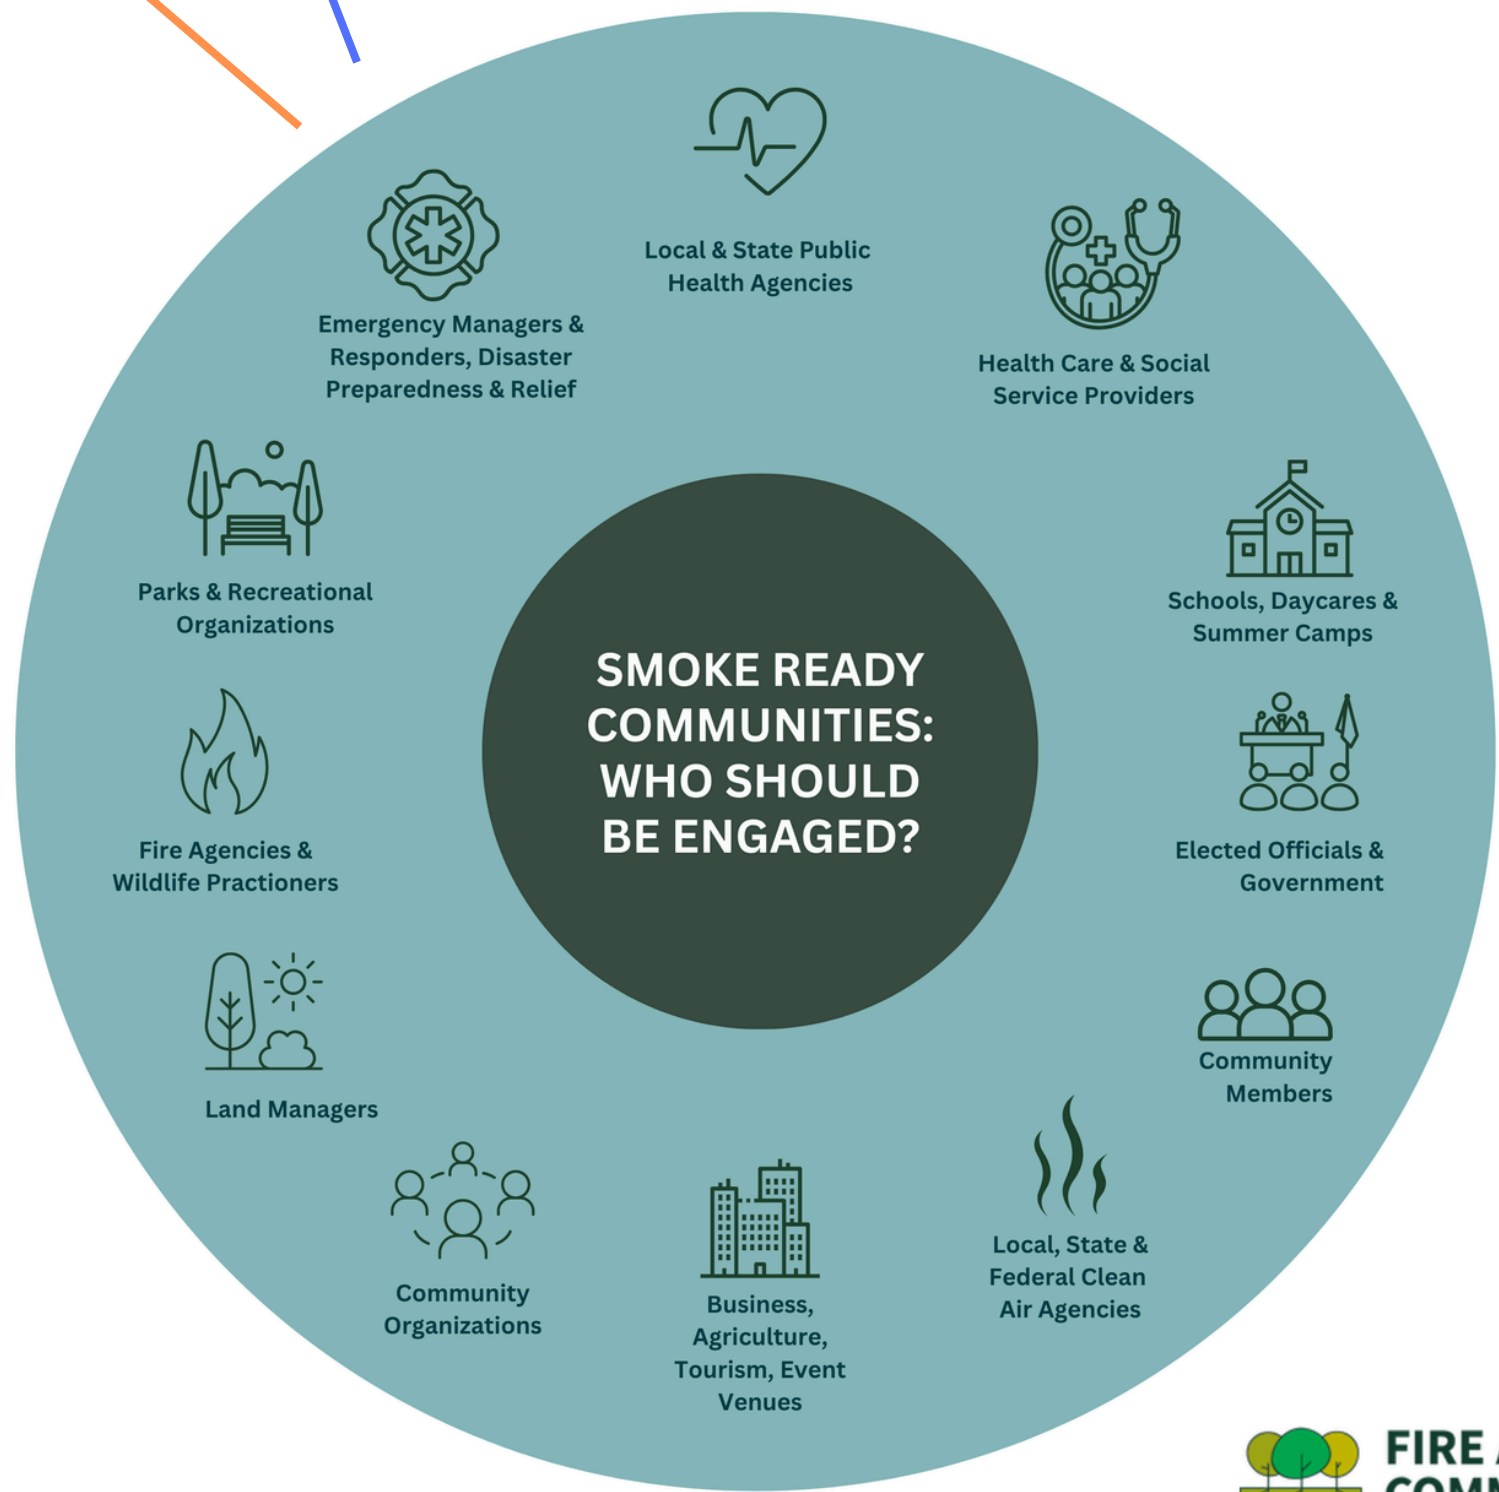 Local & State Public
Health Agencies
Emergency Managers &
Responders, Disaster
Preparedness & Relief
Health Care & Social
Service Providers
Parks & Recreational
Organizations
Schools, Daycares &
Summer Camps
SMOKE READY
COMMUNITIES:
WHO SHOULD
BE ENGAGED?
Fire Agencies &
Wildlife Practioners
Elected Officials &
Government
Land Managers
Community
Members
Community
Organizations
Business,
Agriculture,
Tourism, Event
Venues
Local, State &
Federal Clean
Air Agencies
FIRE